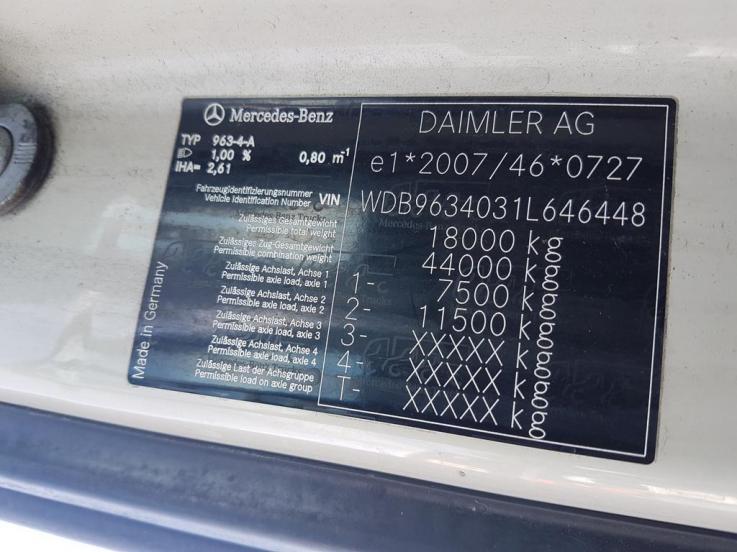 Mercedes-Benz
TYP 963-4-A
1,00 % 0,80 m⁻¹
IHA= 2,61
DAIMLER AG
e1*2007/46*0727
Fahrzeugidentifizierungsnummer
Vehicle Identification Number VIN WDB9634031L646448
Zulässiges Gesamtgewicht
Permissible total weight 18000 kg
Zulässiges Zug-Gesamtgewicht
Permissible combination weight 44000 kg
Zulässige Achslast, Achse 1
Permissible axle load, axle 1 1- 7500 kg
Zulässige Achslast, Achse 2
Permissible axle load, axle 2 2- 11500 kg
Zulässige Achslast, Achse 3
Permissible axle load, axle 3 3- XXXXX kg
Zulässige Achslast, Achse 4
Permissible axle load, axle 4 4- XXXXX kg
Zulässige Last der Achsgruppe
Permissible load on axle group T- XXXXX kg
Made in Germany